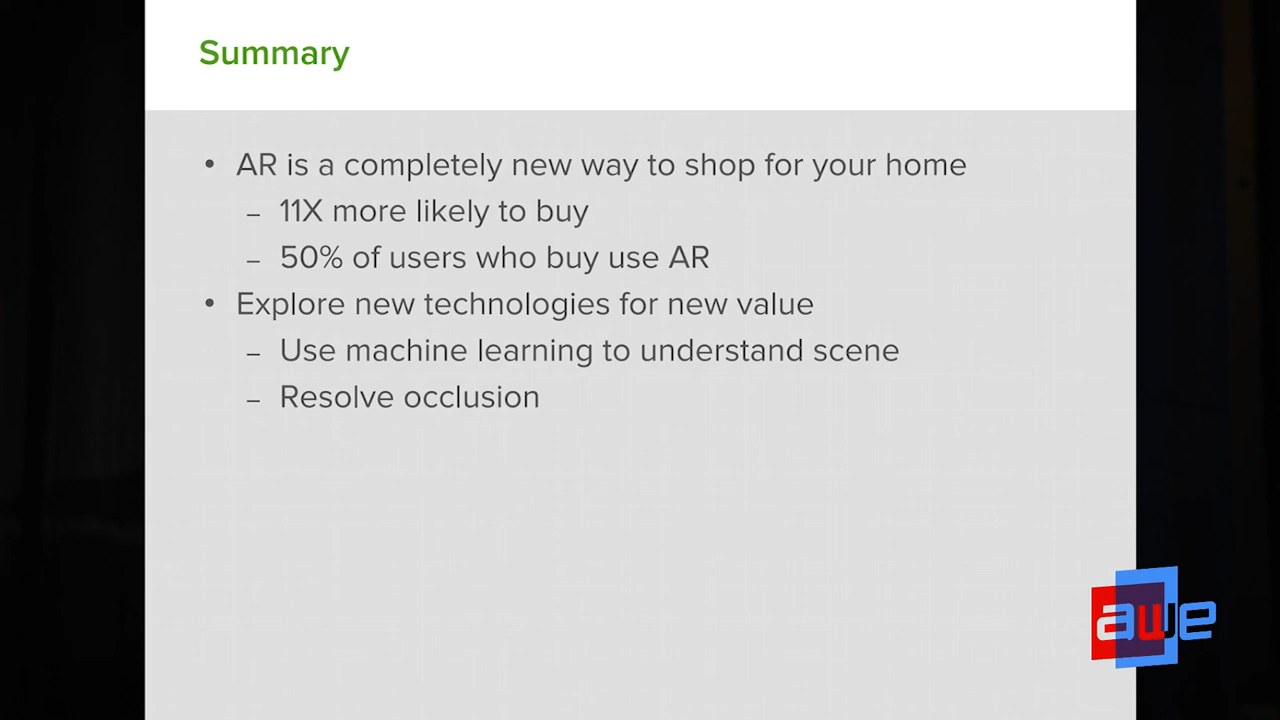 Summary
• AR is a completely new way to shop for your home
– 11X more likely to buy
– 50% of users who buy use AR
• Explore new technologies for new value
– Use machine learning to understand scene
– Resolve occlusion
awe